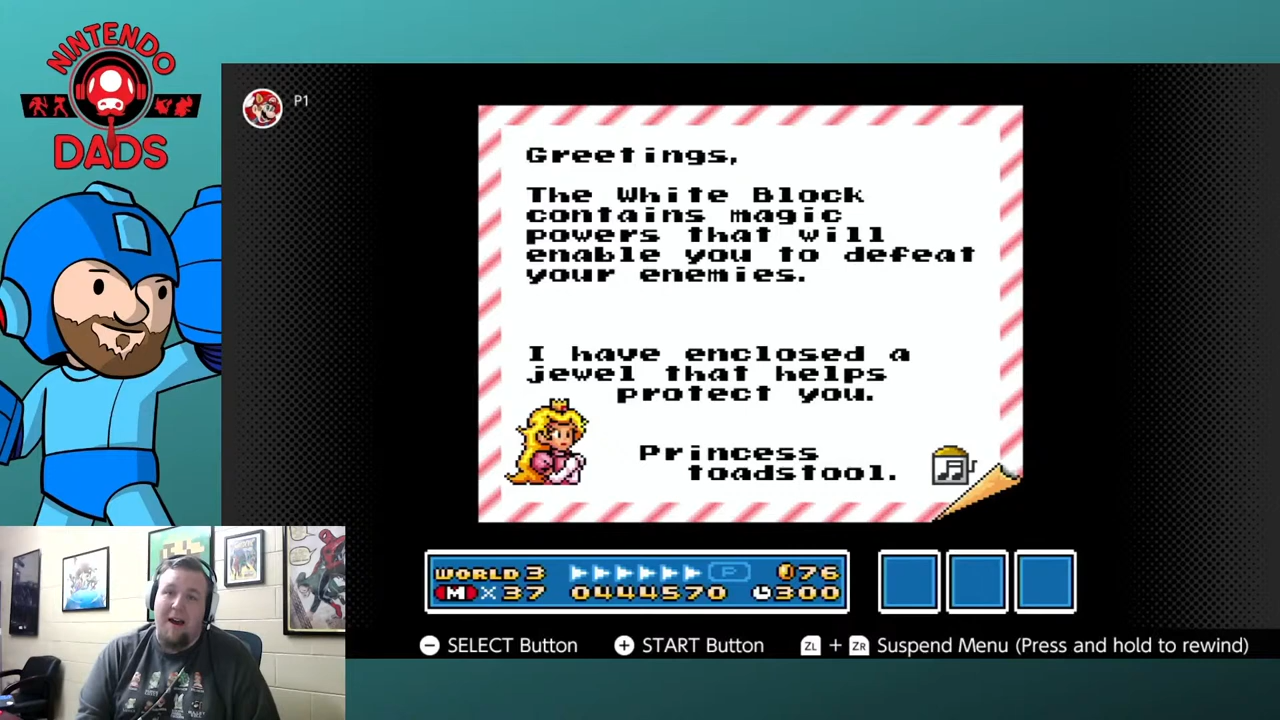 NINTENDO
DADS
P1
Greetings,
The White Block
contains magic
powers that will
enable you to defeat
your enemies.
I have enclosed a
jewel that helps
protect you.
Princess
toadstool.
WORLD 3 P 76
M × 37 0444570 300
SELECT Button START Button ZL + ZR Suspend Menu (Press and hold to rewind)